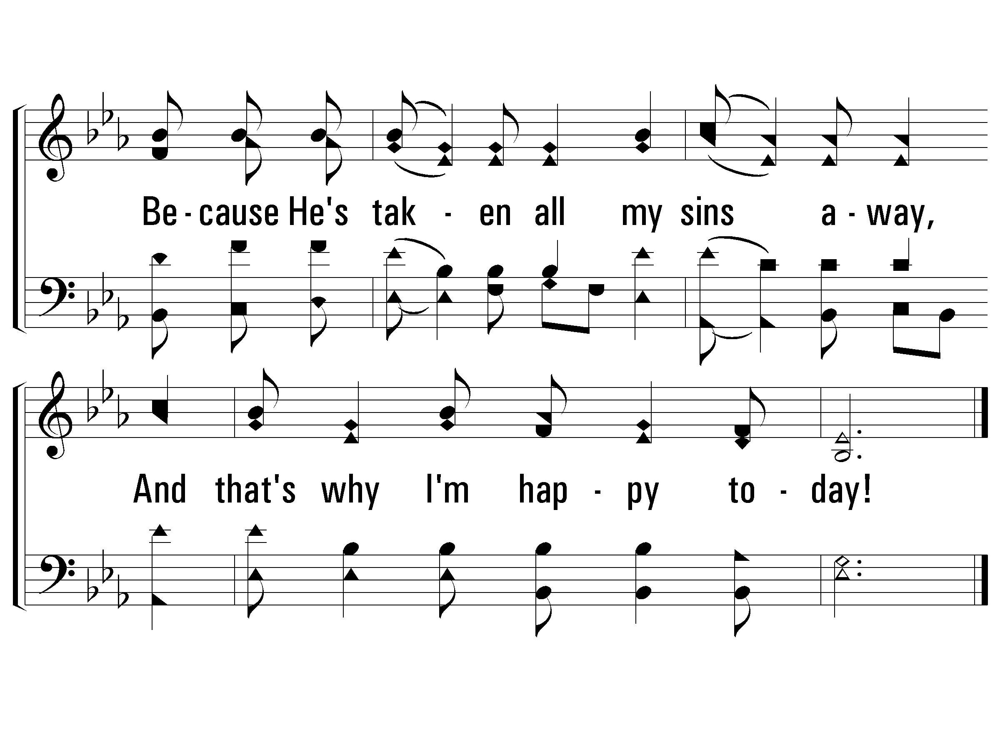 Be - cause He's tak - en all my sins a - way,
And that's why I'm hap - py to - day!